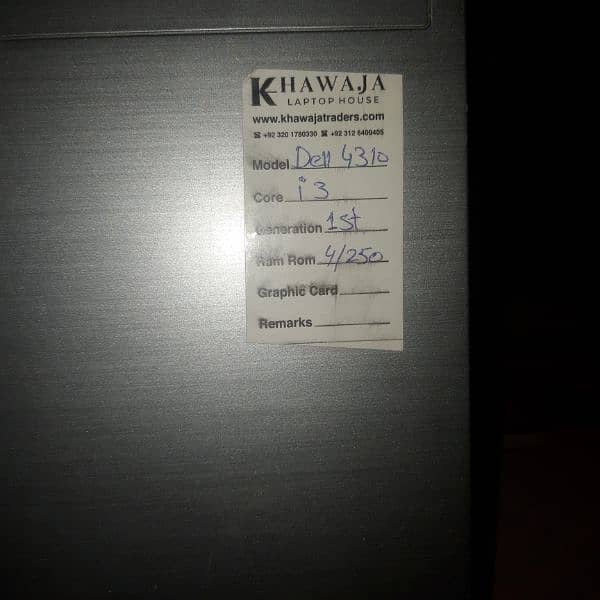 KHAWAJA
LAPTOP HOUSE
www.khawajatraders.com
☎ +92 320 1780330 ☎ +92 312 6409405
Model Dell 4310
Core i3
Generation 1st
Ram Rom 4/250
Graphic Card
Remarks